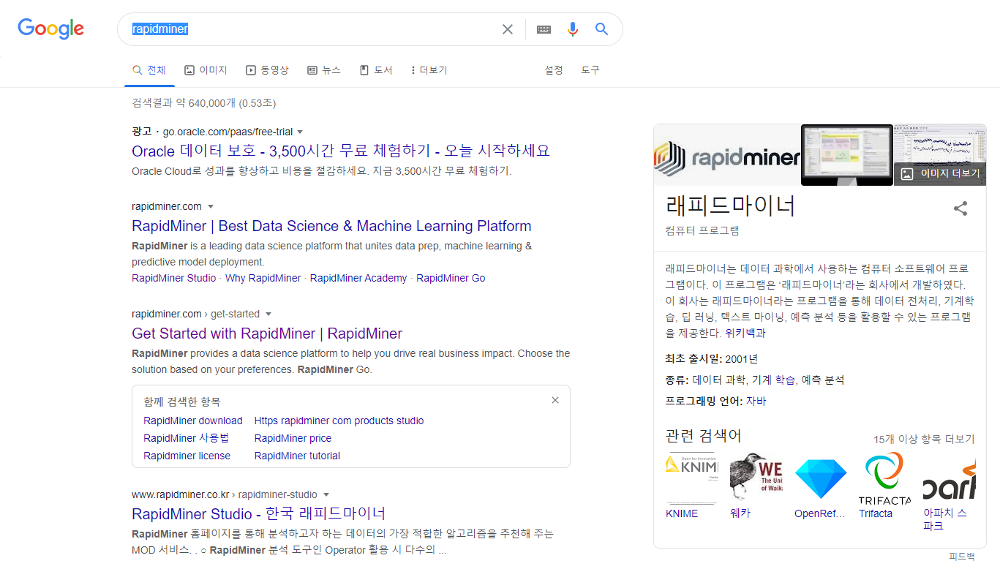 Google
rapidminer
전체
이미지
동영상
뉴스
도서
더보기
설정
도구
검색결과 약 640,000개 (0.53초)
광고 · go.oracle.com/paas/free-trial
Oracle 데이터 보호 - 3,500시간 무료 체험하기 - 오늘 시작하세요
Oracle Cloud로 성과를 향상하고 비용을 절감하세요. 지금 3,500시간 무료 체험하기.
rapidminer.com
RapidMiner | Best Data Science & Machine Learning Platform
RapidMiner is a leading data science platform that unites data prep, machine learning &
predictive model deployment.
RapidMiner Studio · Why RapidMiner · RapidMiner Academy · RapidMiner Go
rapidminer.com › get-started
Get Started with RapidMiner | RapidMiner
RapidMiner provides a data science platform to help you drive real business impact. Choose the
solution based on your preferences. RapidMiner Go.
함께 검색한 항목
RapidMiner download
Https rapidminer com products studio
RapidMiner 사용법
RapidMiner price
Rapidminer license
RapidMiner tutorial
www.rapidminer.co.kr › rapidminer-studio
RapidMiner Studio - 한국 래피드마이너
RapidMiner 홈페이지를 통해 분석하고자 하는 데이터의 가장 적합한 알고리즘을 추천해 주는
MOD 서비스. . ○ RapidMiner 분석 도구인 Operator 활용 시 다수의 ...
rapidminer
이미지 더보기
래피드마이너
컴퓨터 프로그램
래피드마이너는 데이터 과학에서 사용하는 컴퓨터 소프트웨어 프로
그램이다. 이 프로그램은 ‘래피드마이너’라는 회사에서 개발하였다.
이 회사는 래피드마이너라는 프로그램을 통해 데이터 전처리, 기계학
습, 딥 러닝, 텍스트 마이닝, 예측 분석 등을 활용할 수 있는 프로그램
을 제공한다. 위키백과
최초 출시일: 2001년
종류: 데이터 과학, 기계 학습, 예측 분석
프로그래밍 언어: 자바
관련 검색어
15개 이상 항목 더보기
Open for Innovation
KNIM
WE
The Uni
of Waik
TRIFACTA
park
KNIME
웨카
OpenRef...
Trifacta
아파치 스
파크
피드백